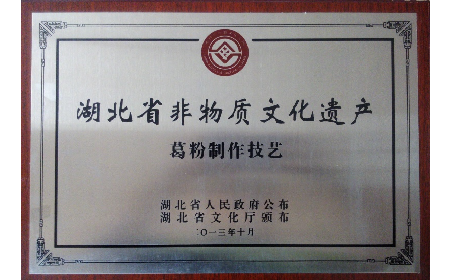 湖北省非物质文化遗产
葛粉制作技艺
湖北省人民政府公布
湖北省文化厅颁布
二〇一三年十月